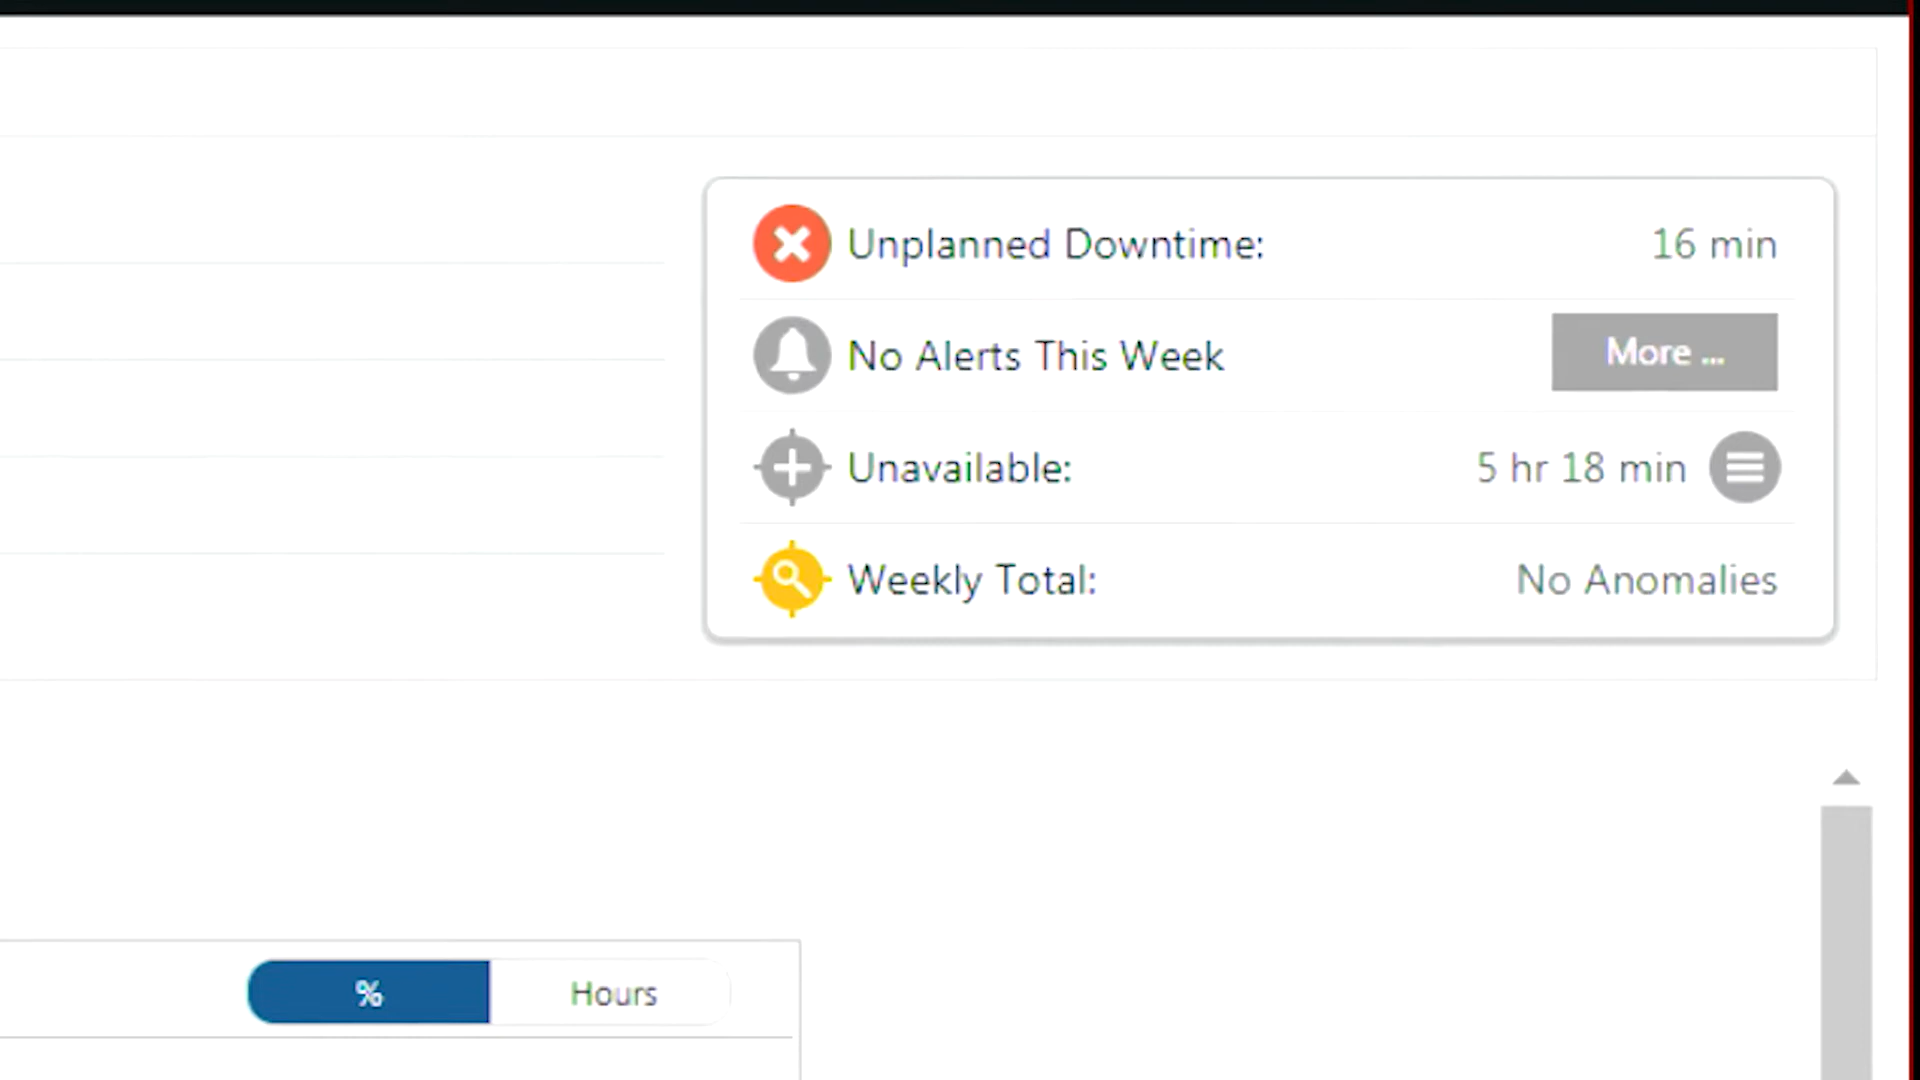 Unplanned Downtime: 16 min
No Alerts This Week More ...
Unavailable: 5 hr 18 min
Weekly Total: No Anomalies
% Hours